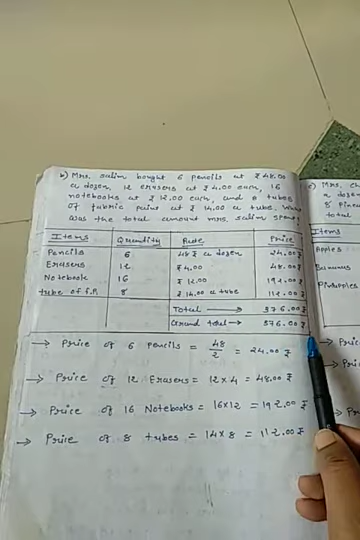 b) Mrs. Salim bought 6 pencils at ₹48.00
a dozen, 12 erasers at ₹4.00 each, 16
notebooks at ₹12.00 each, and 8 tubes
of fabric paint at ₹14.00 a tube. What
was the total amount Mrs. Salim spent?
Items Quantity Rate Price
Pencils 6 48₹ a dozen 24.00₹
Erasers 12 ₹4.00 48.00₹
Notebook 16 ₹12.00 192.00₹
tube of f.P. 8 ₹14.00 a tube 112.00₹
Total → 376.00₹
Grand total → 376.00₹
→ Price of 6 Pencils = 48/2 = 24.00₹
→ Price of 12 Erasers = 12×4 = 48.00₹
→ Price of 16 Notebooks = 16×12 = 192.00₹
→ Price of 8 tubes = 14×8 = 112.00₹
c) Mrs.
a doze
8 Pinea
total
Items
Apples
Bananas
Pineapples
→ Price
→ Pri
→ Pr